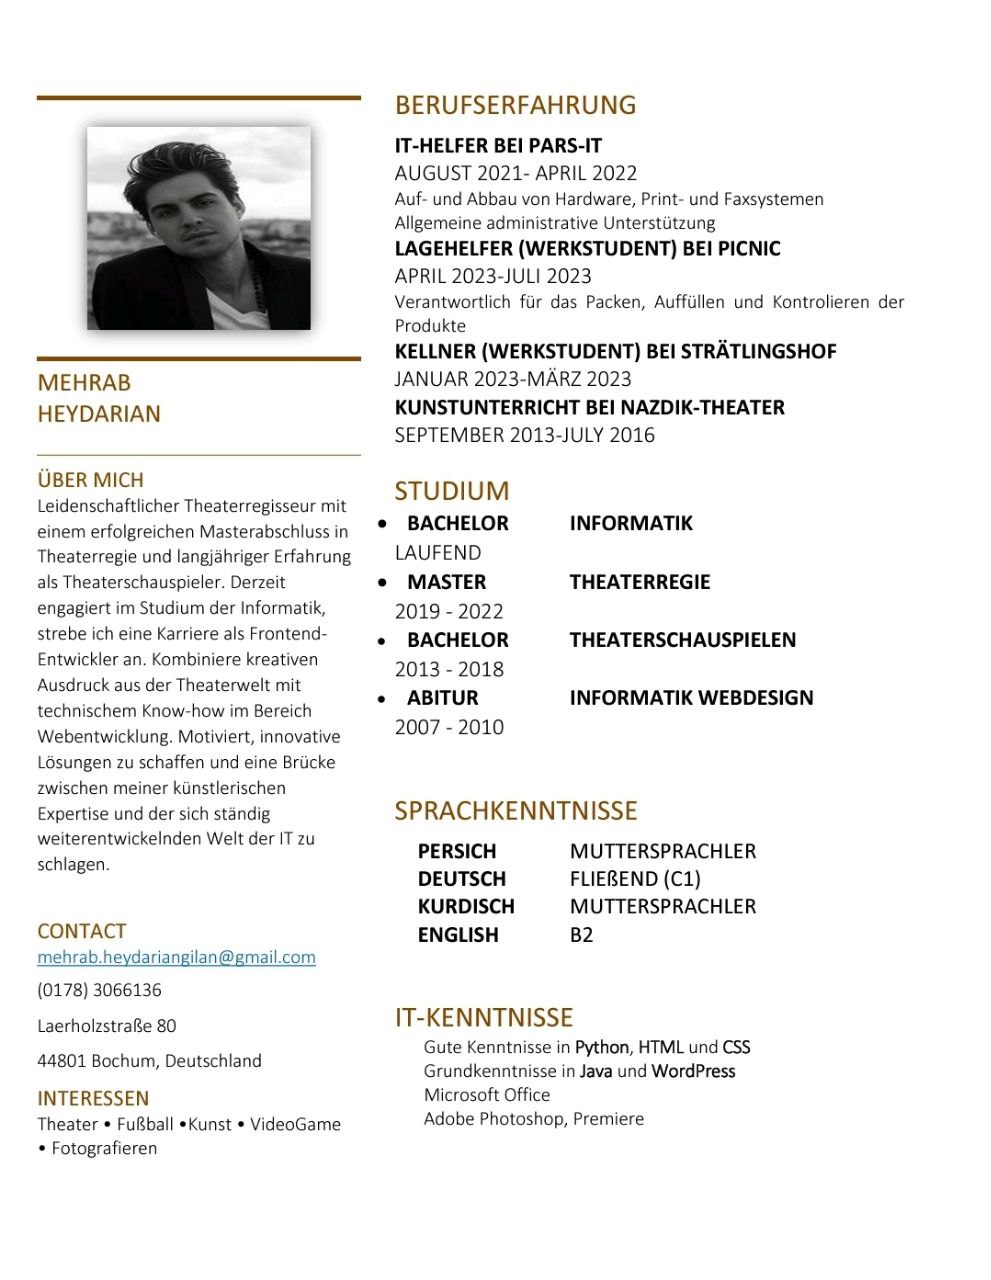 MEHRAB
HEYDARIAN
ÜBER MICH
Leidenschaftlicher Theaterregisseur mit
einem erfolgreichen Masterabschluss in
Theaterregie und langjähriger Erfahrung
als Theaterschauspieler. Derzeit
engagiert im Studium der Informatik,
strebe ich eine Karriere als Frontend-
Entwickler an. Kombiniere kreativen
Ausdruck aus der Theaterwelt mit
technischem Know-how im Bereich
Webentwicklung. Motiviert, innovative
Lösungen zu schaffen und eine Brücke
zwischen meiner künstlerischen
Expertise und der sich ständig
weiterentwickelnden Welt der IT zu
schlagen.
CONTACT
mehrab.heydariangilan@gmail.com
(0178) 3066136
Laerholzstraße 80
44801 Bochum, Deutschland
INTERESSEN
Theater • Fußball •Kunst • VideoGame
• Fotografieren
BERUFSERFAHRUNG
IT-HELFER BEI PARS-IT
AUGUST 2021- APRIL 2022
Auf- und Abbau von Hardware, Print- und Faxsystemen
Allgemeine administrative Unterstützung
LAGEHELFER (WERKSTUDENT) BEI PICNIC
APRIL 2023-JULI 2023
Verantwortlich für das Packen, Auffüllen und Kontrolieren der
Produkte
KELLNER (WERKSTUDENT) BEI STRÄTLINGSHOF
JANUAR 2023-MÄRZ 2023
KUNSTUNTERRICHT BEI NAZDIK-THEATER
SEPTEMBER 2013-JULY 2016
STUDIUM
• BACHELOR INFORMATIK
LAUFEND
• MASTER THEATERREGIE
2019 - 2022
• BACHELOR THEATERSCHAUSPIELEN
2013 - 2018
• ABITUR INFORMATIK WEBDESIGN
2007 - 2010
SPRACHKENNTNISSE
PERSICH MUTTERSPRACHLER
DEUTSCH FLIEßEND (C1)
KURDISCH MUTTERSPRACHLER
ENGLISH B2
IT-KENNTNISSE
Gute Kenntnisse in Python, HTML und CSS
Grundkenntnisse in Java und WordPress
Microsoft Office
Adobe Photoshop, Premiere